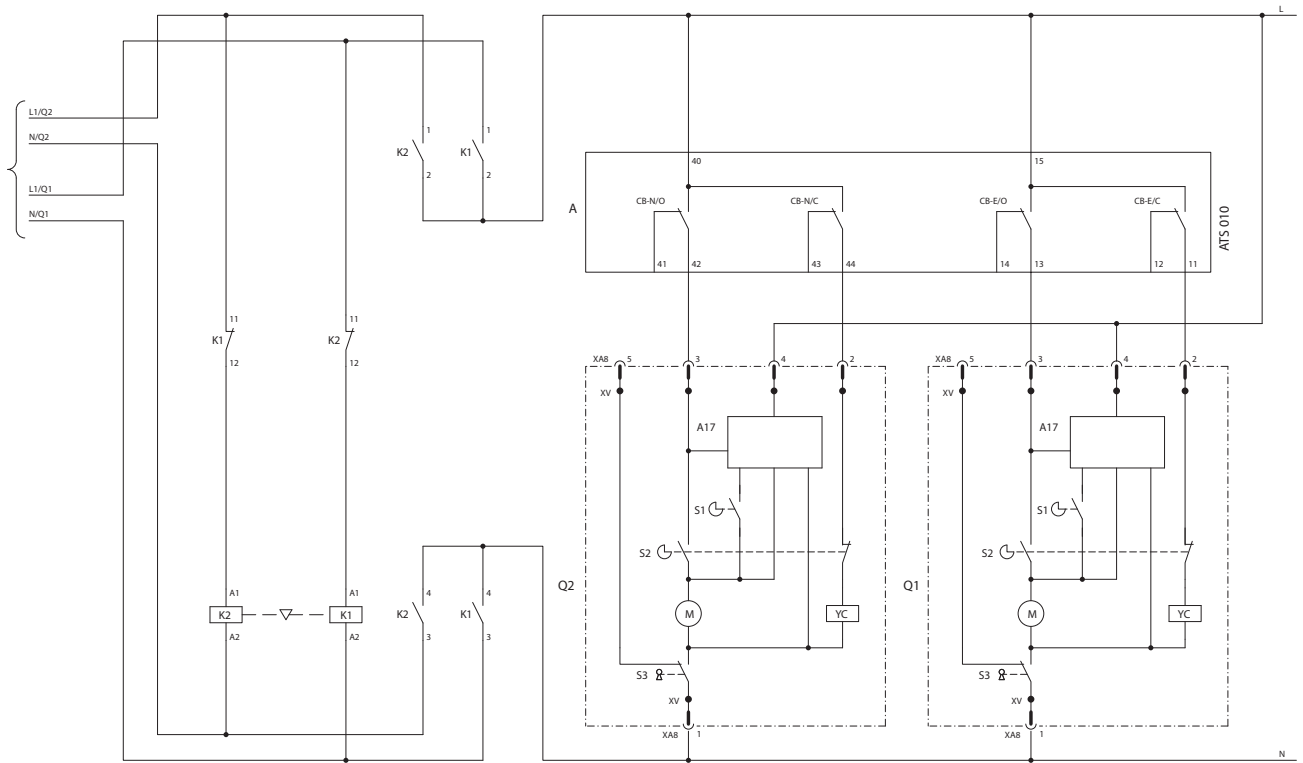 L
L1/Q2
N/Q2
L1/Q1
N/Q1
1
1
K2
K1
2
2
40
15
A
CB-N/O
CB-N/C
CB-E/O
CB-E/C
ATS 010
41
42
43
44
14
13
12
11
11
11
K1
K2
12
12
XA8
5
3
4
2
XA8
5
3
4
2
XV
XV
A17
A17
S1
S1
S2
S2
Q2
Q1
A1
A1
4
4
K2
K1
K2
K1
A2
A2
3
3
M
YC
M
YC
S3
S3
XV
XV
XA8
1
XA8
1
N